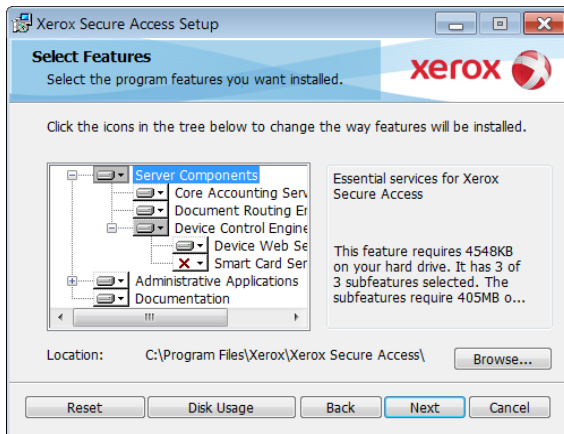 Xerox Secure Access Setup
Select Features
Select the program features you want installed.
xerox
Click the icons in the tree below to change the way features will be installed.
Server Components
Core Accounting Serv
Document Routing Er
Device Control Engine
Device Web Se
Smart Card Ser
Administrative Applications
Documentation
Essential services for Xerox
Secure Access
This feature requires 4548KB
on your hard drive. It has 3 of
3 subfeatures selected. The
subfeatures require 405MB o...
Location: C:\Program Files\Xerox\Xerox Secure Access\ Browse...
Reset Disk Usage Back Next Cancel